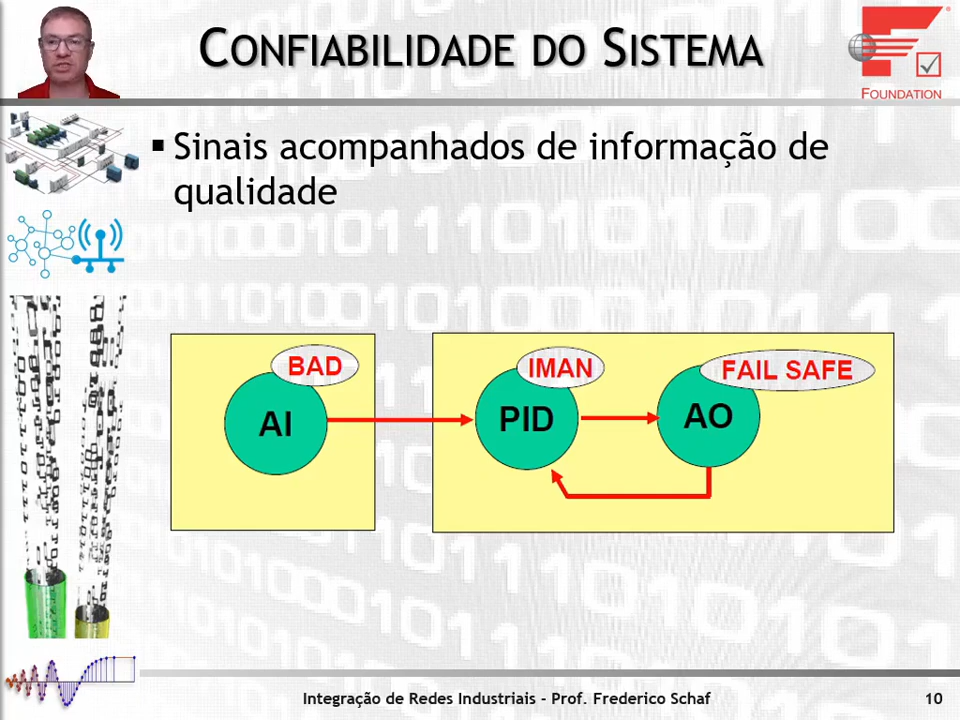 CONFIABILIDADE DO SISTEMA
FOUNDATION
Sinais acompanhados de informação de
qualidade
BAD
AI
IMAN
PID
FAIL SAFE
AO
Integração de Redes Industriais - Prof. Frederico Schaf
10